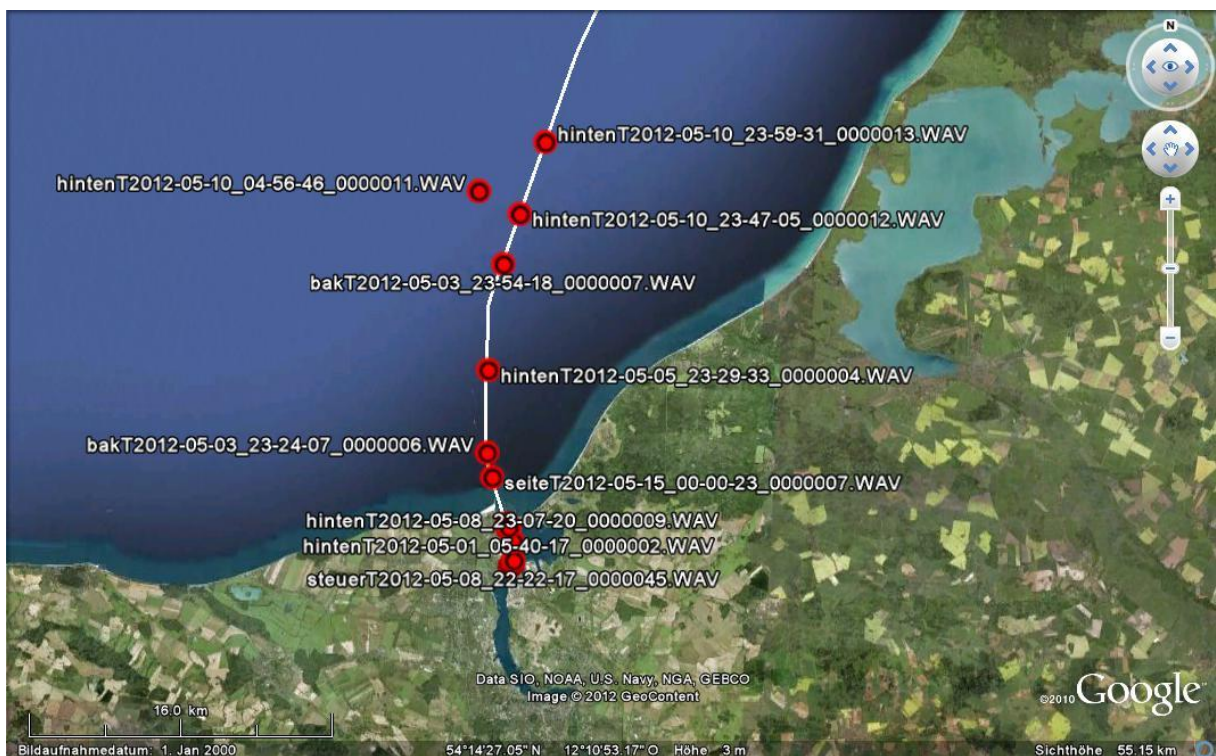 N
hintenT2012-05-10_23-59-31_0000013.WAV
hintenT2012-05-10_04-56-46_0000011.WAV
hintenT2012-05-10_23-47-05_0000012.WAV
bakT2012-05-03_23-54-18_0000007.WAV
hintenT2012-05-05_23-29-33_0000004.WAV
bakT2012-05-03_23-24-07_0000006.WAV
seiteT2012-05-15_00-00-23_0000007.WAV
hintenT2012-05-08_23-07-20_0000009.WAV
hintenT2012-05-01_05-40-17_0000002.WAV
steuerT2012-05-08_22-22-17_0000045.WAV
Data SIO, NOAA, U.S. Navy, NGA, GEBCO
Image © 2012 GeoContent
©2010 Google
16.0 km
Bildaufnahmedatum: 1. Jan 2000 54°14'27.05" N 12°10'53.17" O Höhe -3 m Sichthöhe 55.15 km